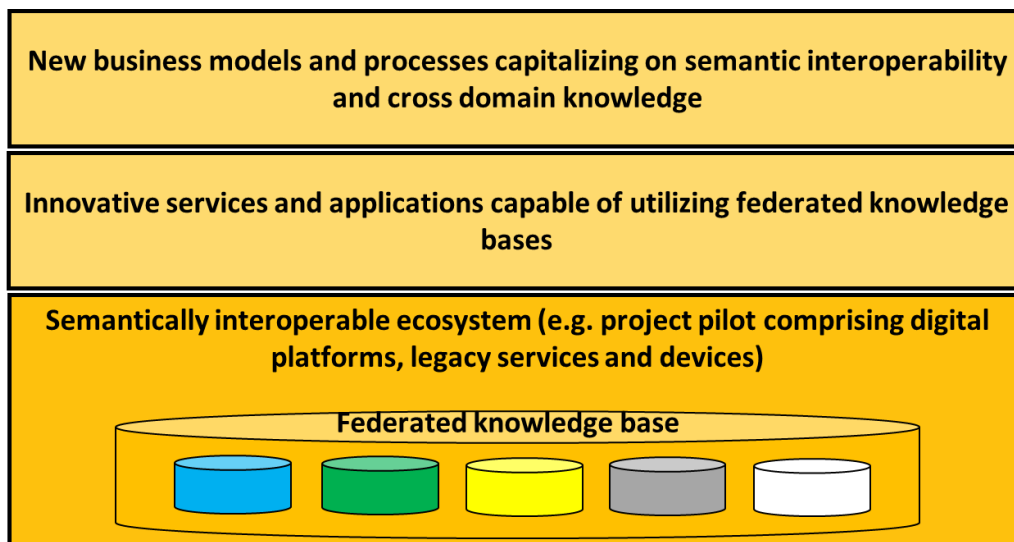 New business models and processes capitalizing on semantic interoperability
and cross domain knowledge
Innovative services and applications capable of utilizing federated knowledge
bases
Semantically interoperable ecosystem (e.g. project pilot comprising digital
platforms, legacy services and devices)
Federated knowledge base